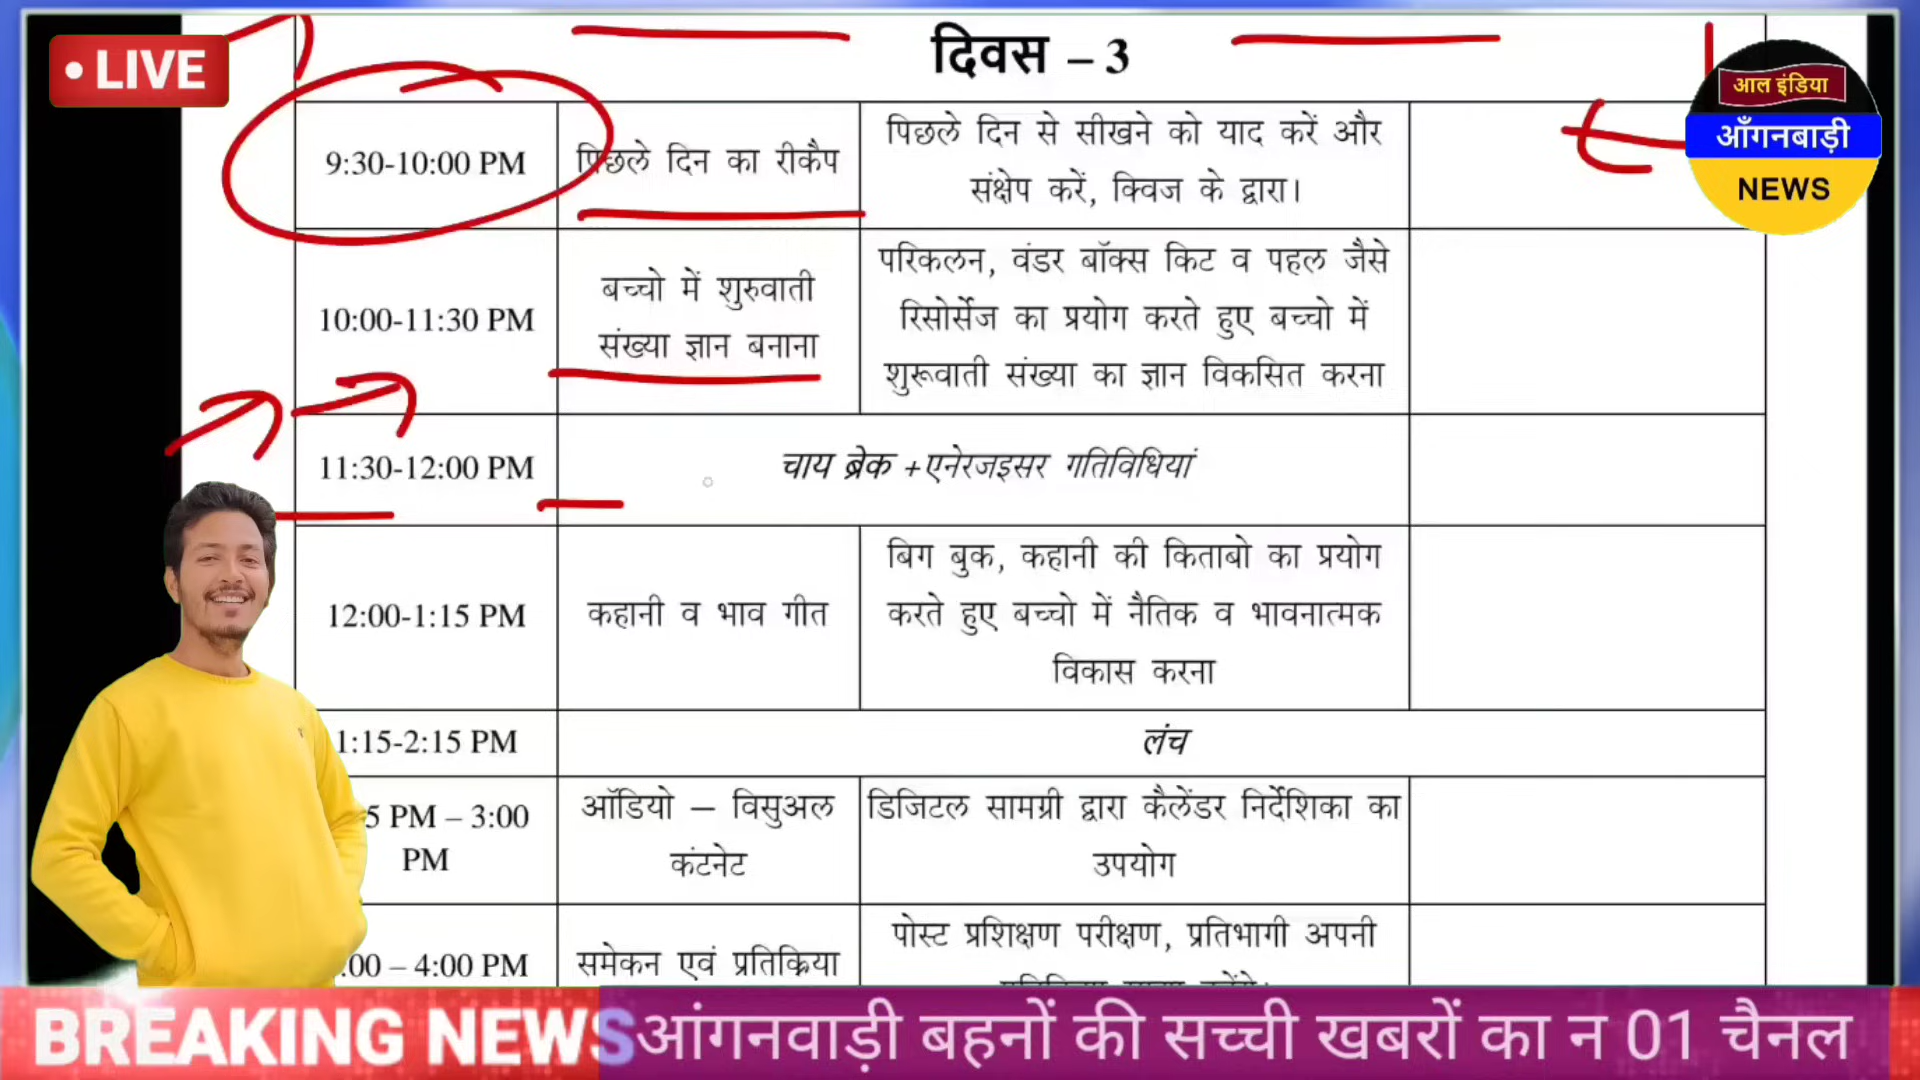 • LIVE
दिवस – 3
आल इंडिया
आँगनबाड़ी
NEWS
9:30-10:00 PM
पिछले दिन का रीकैप
पिछले दिन से सीखने को याद करें और
संक्षेप करें, क्विज के द्वारा।
10:00-11:30 PM
बच्चो में शुरुवाती
संख्या ज्ञान बनाना
परिकलन, वंडर बॉक्स किट व पहल जैसे
रिसोर्सेज का प्रयोग करते हुए बच्चो में
शुरूवाती संख्या का ज्ञान विकसित करना
11:30-12:00 PM
चाय ब्रेक +एनेरजइसर गतिविधियां
12:00-1:15 PM
कहानी व भाव गीत
बिग बुक, कहानी की किताबो का प्रयोग
करते हुए बच्चो में नैतिक व भावनात्मक
विकास करना
1:15-2:15 PM
लंच
5 PM – 3:00
PM
ऑडियो – विसुअल
कंटनेट
डिजिटल सामग्री द्वारा कैलेंडर निर्देशिका का
उपयोग
:00 – 4:00 PM
समेकन एवं प्रतिक्रिया
पोस्ट प्रशिक्षण परीक्षण, प्रतिभागी अपनी
BREAKING NEWS
आंगनवाड़ी बहनों की सच्ची खबरों का न 01 चैनल